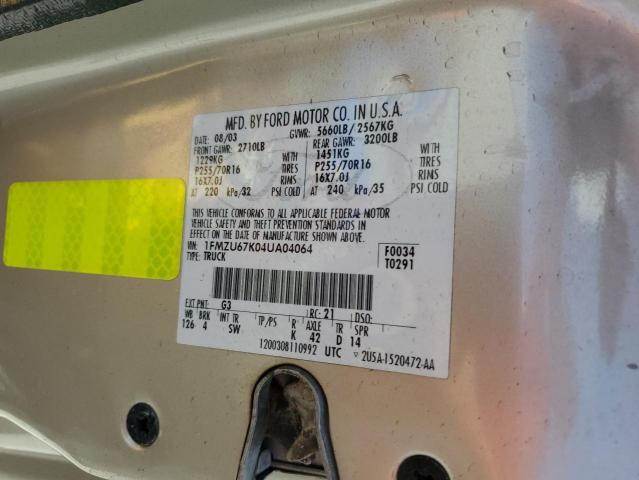 MFD. BY FORD MOTOR CO. IN U.S.A.
DATE: 08/03 GVWR: 5660LB/2567KG
FRONT GAWR: 2710LB REAR GAWR: 3200LB
1229KG WITH 1451KG WITH
P255/70R16 TIRES P255/70R16 TIRES
16X7.0J RIMS 16X7.0J RIMS
AT 220 kPa/32 PSI COLD AT 240 kPa/35 PSI COLD
THIS VEHICLE CONFORMS TO ALL APPLICABLE FEDERAL MOTOR
VEHICLE SAFETY AND THEFT PREVENTION STANDARDS IN
EFFECT ON THE DATE OF MANUFACTURE SHOWN ABOVE.
VIN: 1FMZU67K04UA04064 F0034
TYPE: TRUCK T0291
EXT PNT: G3 RC: 21 DSO:
WB BRK INT TR TP/PS R AXLE TR SPR
126 4 SW K 42 D 14
1200308110992 UTC ▽ 2U5A-1520472-AA